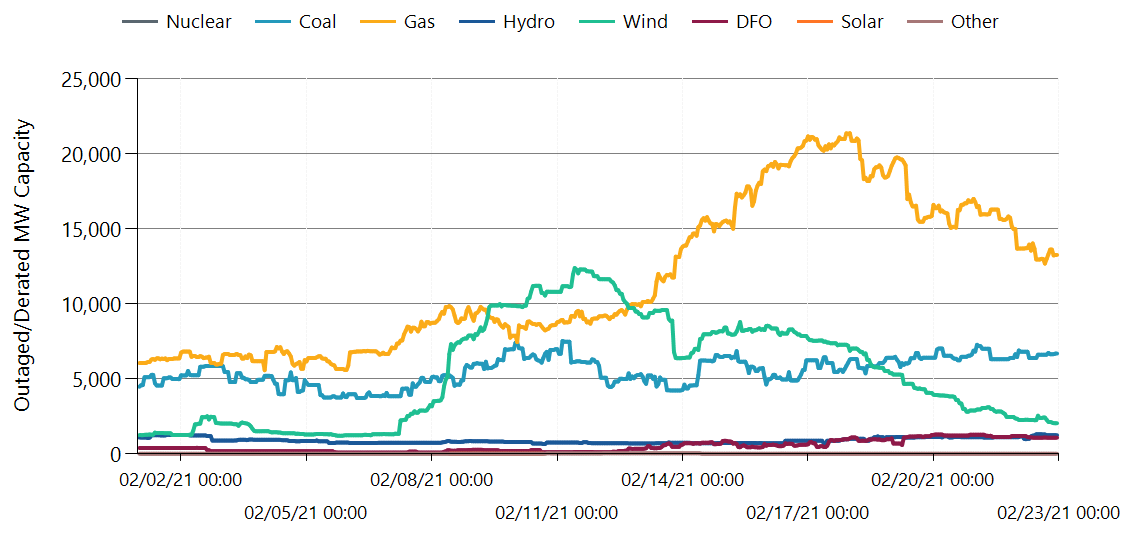 Nuclear Coal Gas Hydro Wind DFO Solar Other
Outaged/Derated MW Capacity
25,000
20,000
15,000
10,000
5,000
0
02/02/21 00:00 02/08/21 00:00 02/14/21 00:00 02/20/21 00:00
02/05/21 00:00 02/11/21 00:00 02/17/21 00:00 02/23/21 00:00